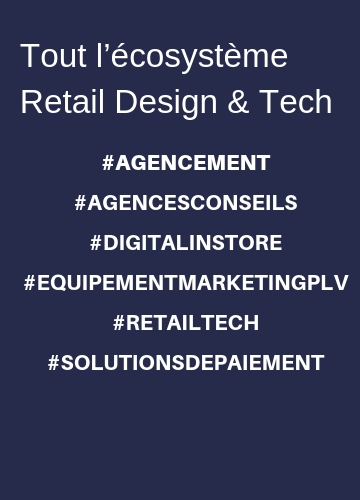 Tout l’écosystème
Retail Design & Tech
#AGENCEMENT
#AGENCESCONSEILS
#DIGITALINSTORE
#EQUIPEMENTMARKETINGPLV
#RETAILTECH
#SOLUTIONSDEPAIEMENT